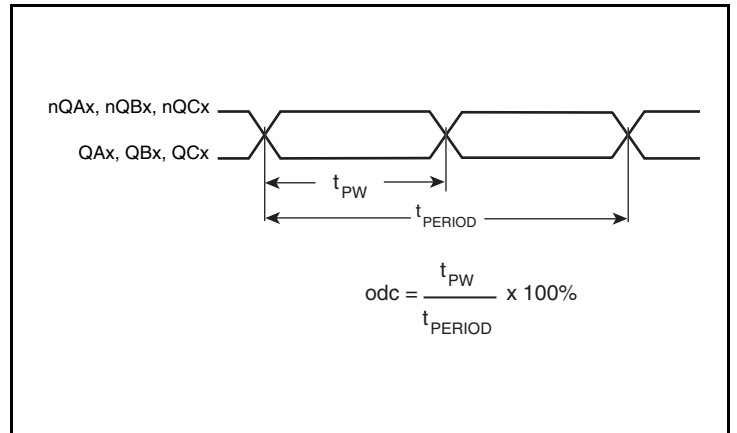 nQAx, nQBx, nQCx
QAx, QBx, QCx
tPW
tPERIOD
odc = tPW / tPERIOD x 100%